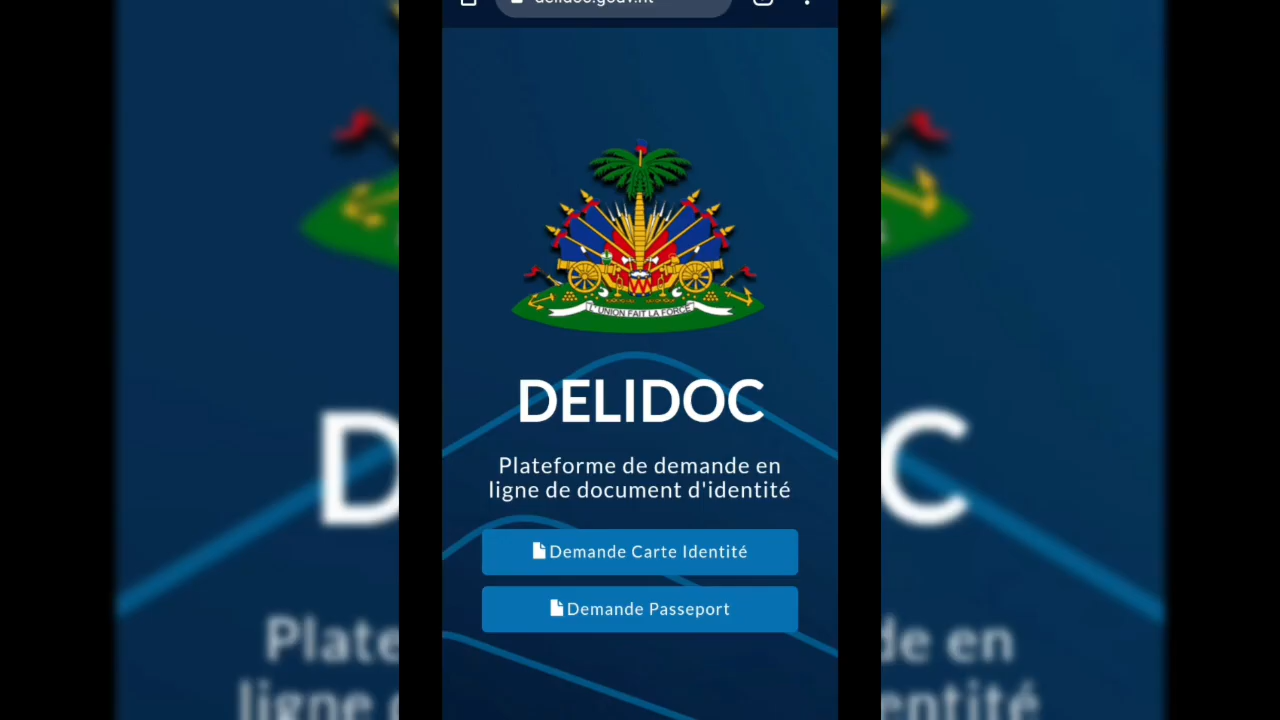 L'UNION FAIT LA FORCE
DELIDOC
Plateforme de demande en
ligne de document d'identité
Demande Carte Identité
Demande Passeport